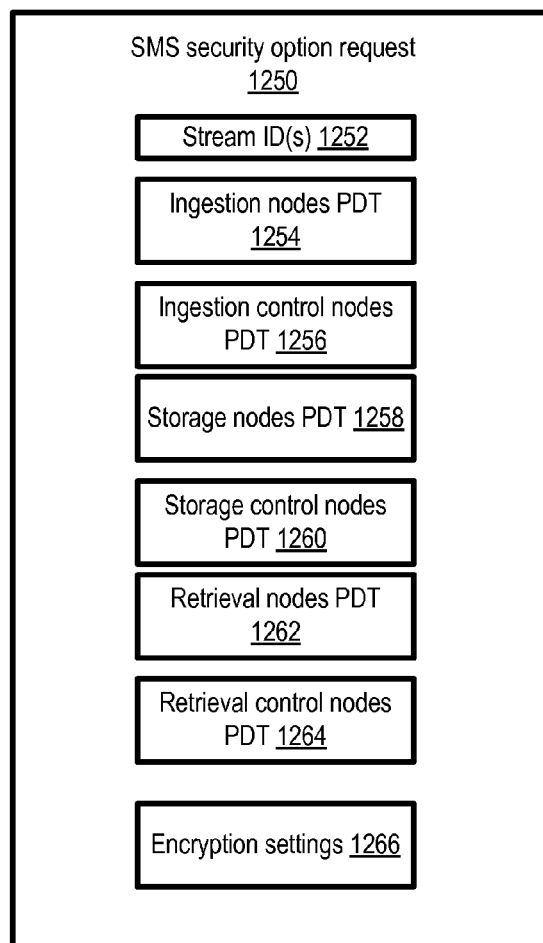 SMS security option request
1250
Stream ID(s) 1252
Ingestion nodes PDT
1254
Ingestion control nodes
PDT 1256
Storage nodes PDT 1258
Storage control nodes
PDT 1260
Retrieval nodes PDT
1262
Retrieval control nodes
PDT 1264
Encryption settings 1266